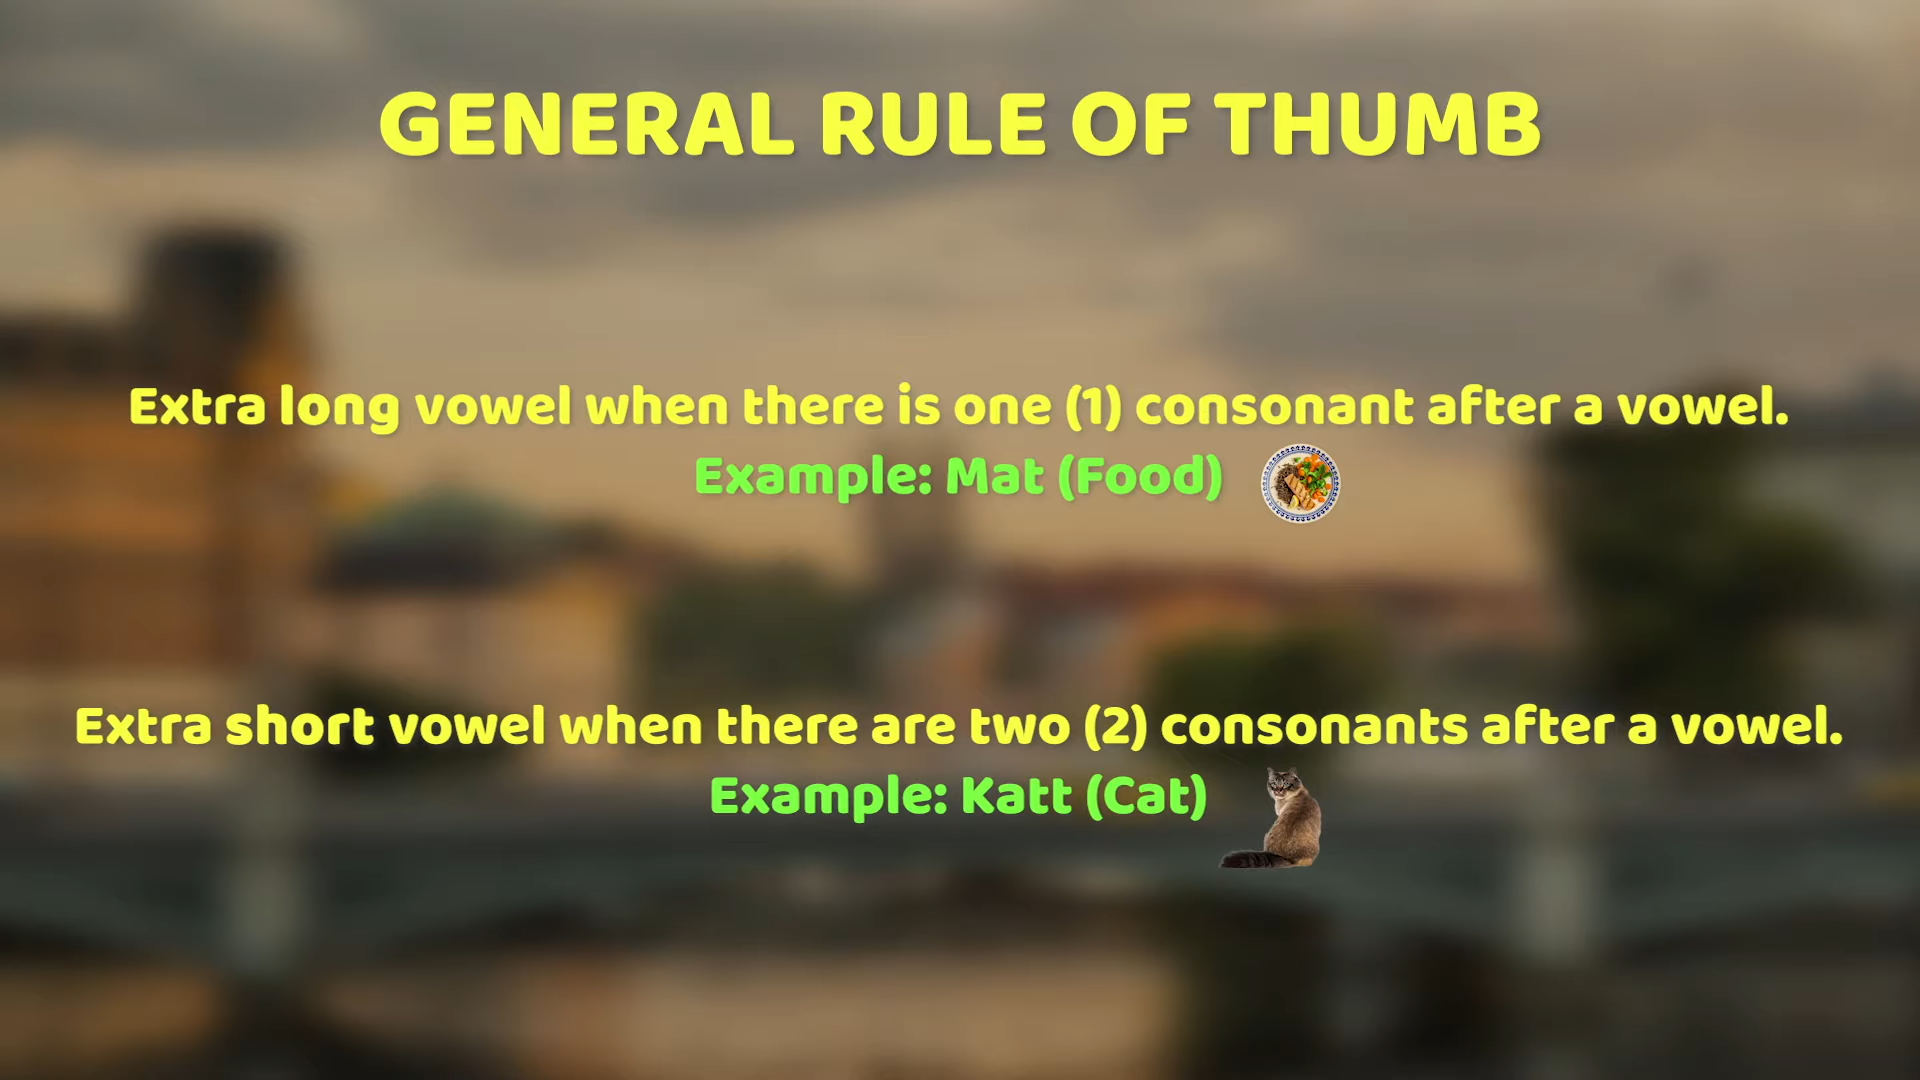 GENERAL RULE OF THUMB
Extra long vowel when there is one (1) consonant after a vowel.
Example: Mat (Food)
Extra short vowel when there are two (2) consonants after a vowel.
Example: Katt (Cat)